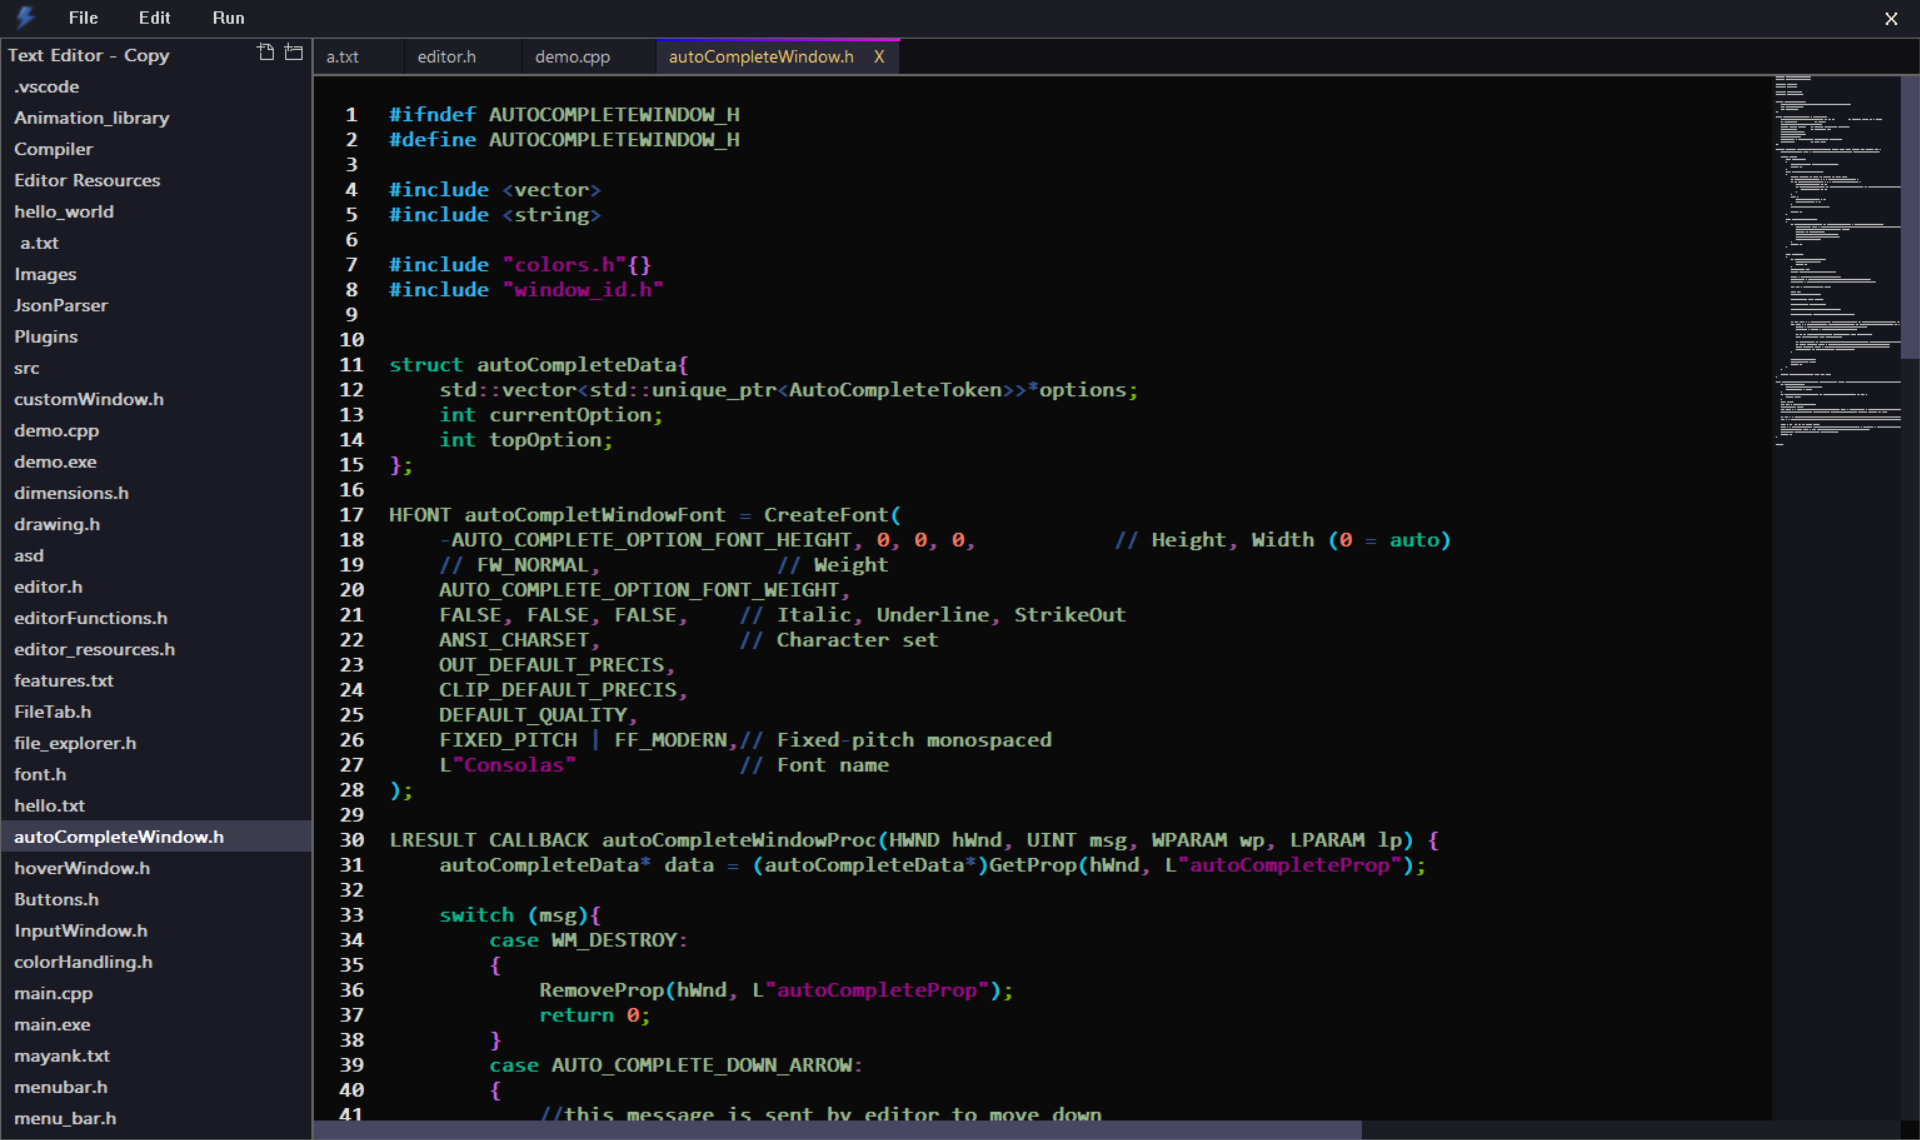 File Edit Run X
Text Editor - Copy
.vscode
Animation_library
Compiler
Editor Resources
hello_world
a.txt
Images
JsonParser
Plugins
src
customWindow.h
demo.cpp
demo.exe
dimensions.h
drawing.h
asd
editor.h
editorFunctions.h
editor_resources.h
features.txt
FileTab.h
file_explorer.h
font.h
hello.txt
autoCompleteWindow.h
hoverWindow.h
Buttons.h
InputWindow.h
colorHandling.h
main.cpp
main.exe
mayank.txt
menubar.h
menu_bar.h
a.txt editor.h demo.cpp autoCompleteWindow.h X
1 #ifndef AUTOCOMPLETEWINDOW_H
2 #define AUTOCOMPLETEWINDOW_H
3
4 #include <vector>
5 #include <string>
6
7 #include "colors.h"{}
8 #include "window_id.h"
9
10
11 struct autoCompleteData{
12     std::vector<std::unique_ptr<AutoCompleteToken>>*options;
13     int currentOption;
14     int topOption;
15 };
16
17 HFONT autoCompletWindowFont = CreateFont(
18     -AUTO_COMPLETE_OPTION_FONT_HEIGHT, 0, 0, 0,           // Height, Width (0 = auto)
19     // FW_NORMAL,              // Weight
20     AUTO_COMPLETE_OPTION_FONT_WEIGHT,
21     FALSE, FALSE, FALSE,    // Italic, Underline, StrikeOut
22     ANSI_CHARSET,           // Character set
23     OUT_DEFAULT_PRECIS,
24     CLIP_DEFAULT_PRECIS,
25     DEFAULT_QUALITY,
26     FIXED_PITCH | FF_MODERN,// Fixed-pitch monospaced
27     L"Consolas"             // Font name
28 );
29
30 LRESULT CALLBACK autoCompleteWindowProc(HWND hWnd, UINT msg, WPARAM wp, LPARAM lp) {
31     autoCompleteData* data = (autoCompleteData*)GetProp(hWnd, L"autoCompleteProp");
32
33     switch (msg){
34         case WM_DESTROY:
35         {
36             RemoveProp(hWnd, L"autoCompleteProp");
37             return 0;
38         }
39         case AUTO_COMPLETE_DOWN_ARROW:
40         {
41             //this message is sent by editor to move down